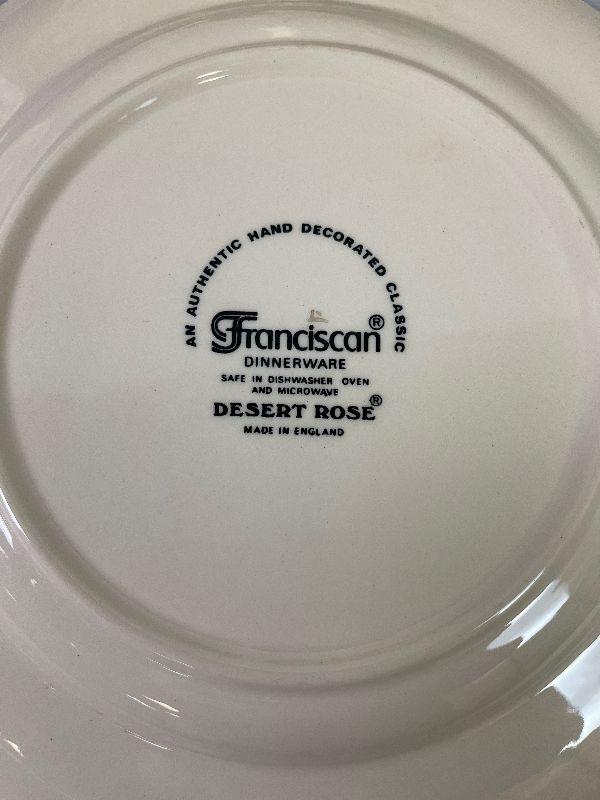 AN AUTHENTIC HAND DECORATED CLASSIC
Franciscan®
DINNERWARE
SAFE IN DISHWASHER OVEN
AND MICROWAVE
DESERT ROSE®
MADE IN ENGLAND